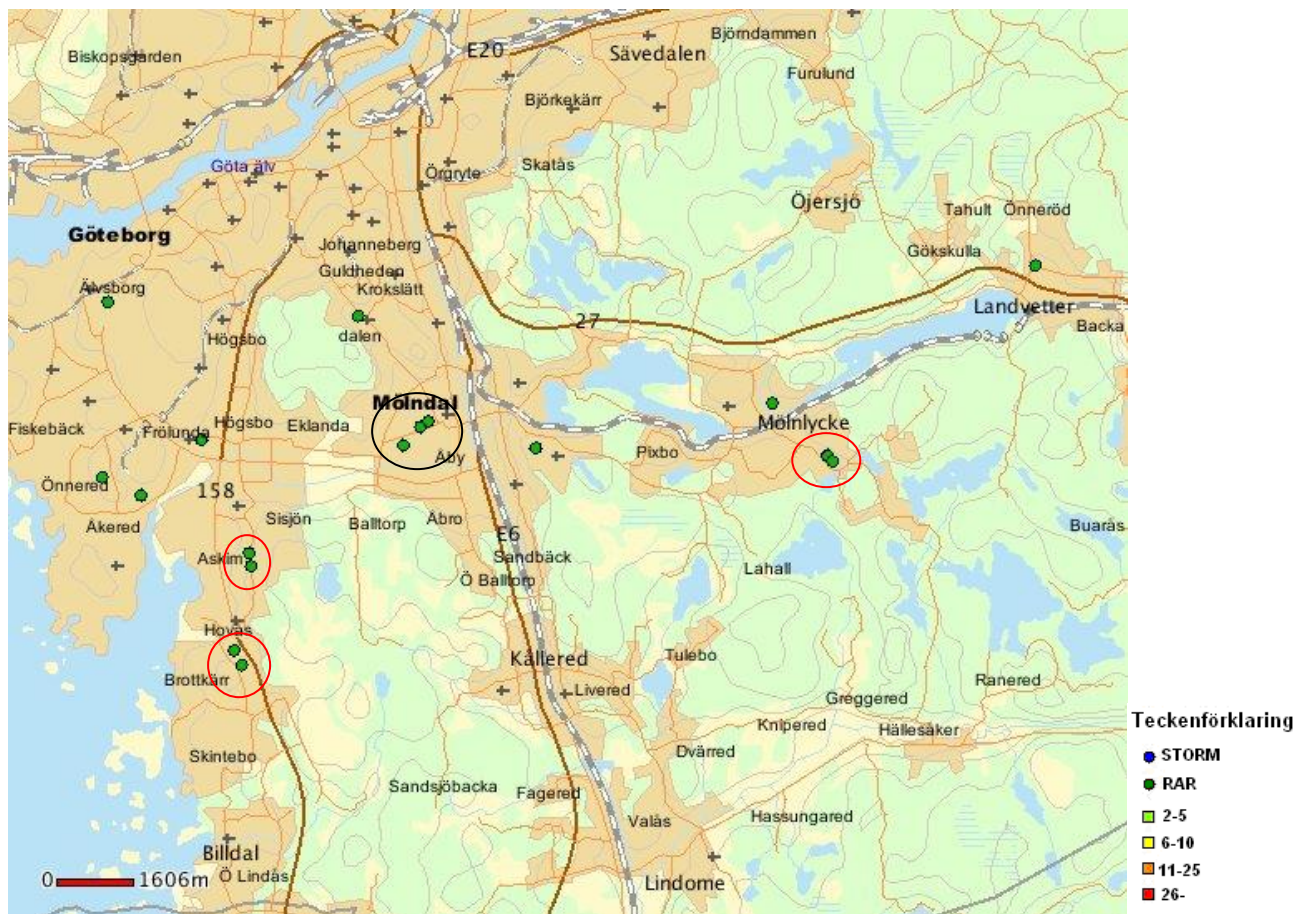 Björndammen
E20
Sävedalen
Biskopsgården
Furulund
Björkekärr
Göta älv
Örgryte
Skatås
Öjersjö
Tahult Önneröd
Göteborg
Johanneberg
Gökskulla
Guldheden
Älvsborg
Krokslätt
Landvetter
27
Backa
Högsbo
dalen
Mölndal
Högsbo
Eklanda
Mölnlycke
Fiskebäck
Frölunda
Åby
Pixbo
Önnered
158
Åkered
Sisjön
Balltorp
Åbro
Buarås
E6
Askim
Sandbäck
Lahall
Ö Balltorp
Hovås
Kållered
Tulebo
Brottkärr
Livered
Greggered
Ranered
Knipered
Hällesåker
Skintebo
Dvärred
Sandsjöbacka
Fagered
Valås
Hassungared
Billdal
Ö Lindås
0 1606m
Lindome
Teckenförklaring
STORM
RAR
2-5
6-10
11-25
26-